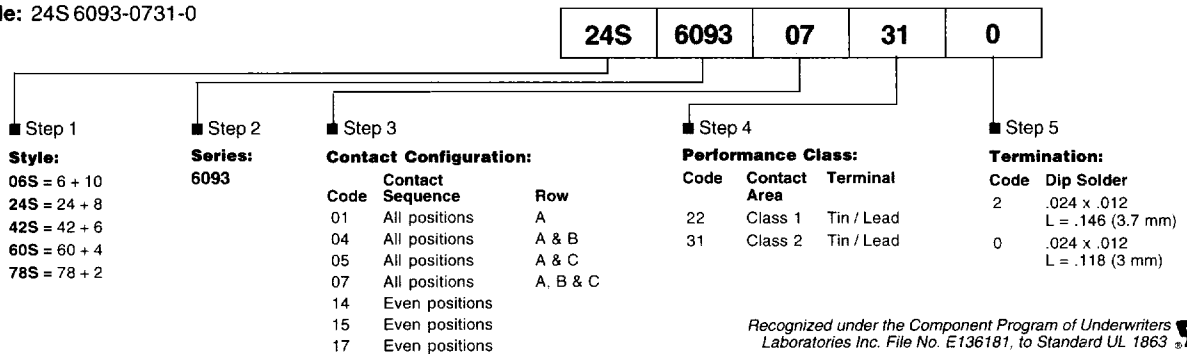 le: 24S 6093-0731-0
24S 6093 07 31 0
■ Step 1
Style:
06S = 6 + 10
24S = 24 + 8
42S = 42 + 6
60S = 60 + 4
78S = 78 + 2
■ Step 2
Series:
6093
■ Step 3
Contact Configuration:
Code Contact Sequence Row
01 All positions A
04 All positions A & B
05 All positions A & C
07 All positions A, B & C
14 Even positions
15 Even positions
17 Even positions
■ Step 4
Performance Class:
Code Contact Area Terminal
22 Class 1 Tin / Lead
31 Class 2 Tin / Lead
■ Step 5
Termination:
Code Dip Solder
2 .024 x .012
L = .146 (3.7 mm)
0 .024 x .012
L = .118 (3 mm)
Recognized under the Component Program of Underwriters
Laboratories Inc. File No. E136181, to Standard UL 1863